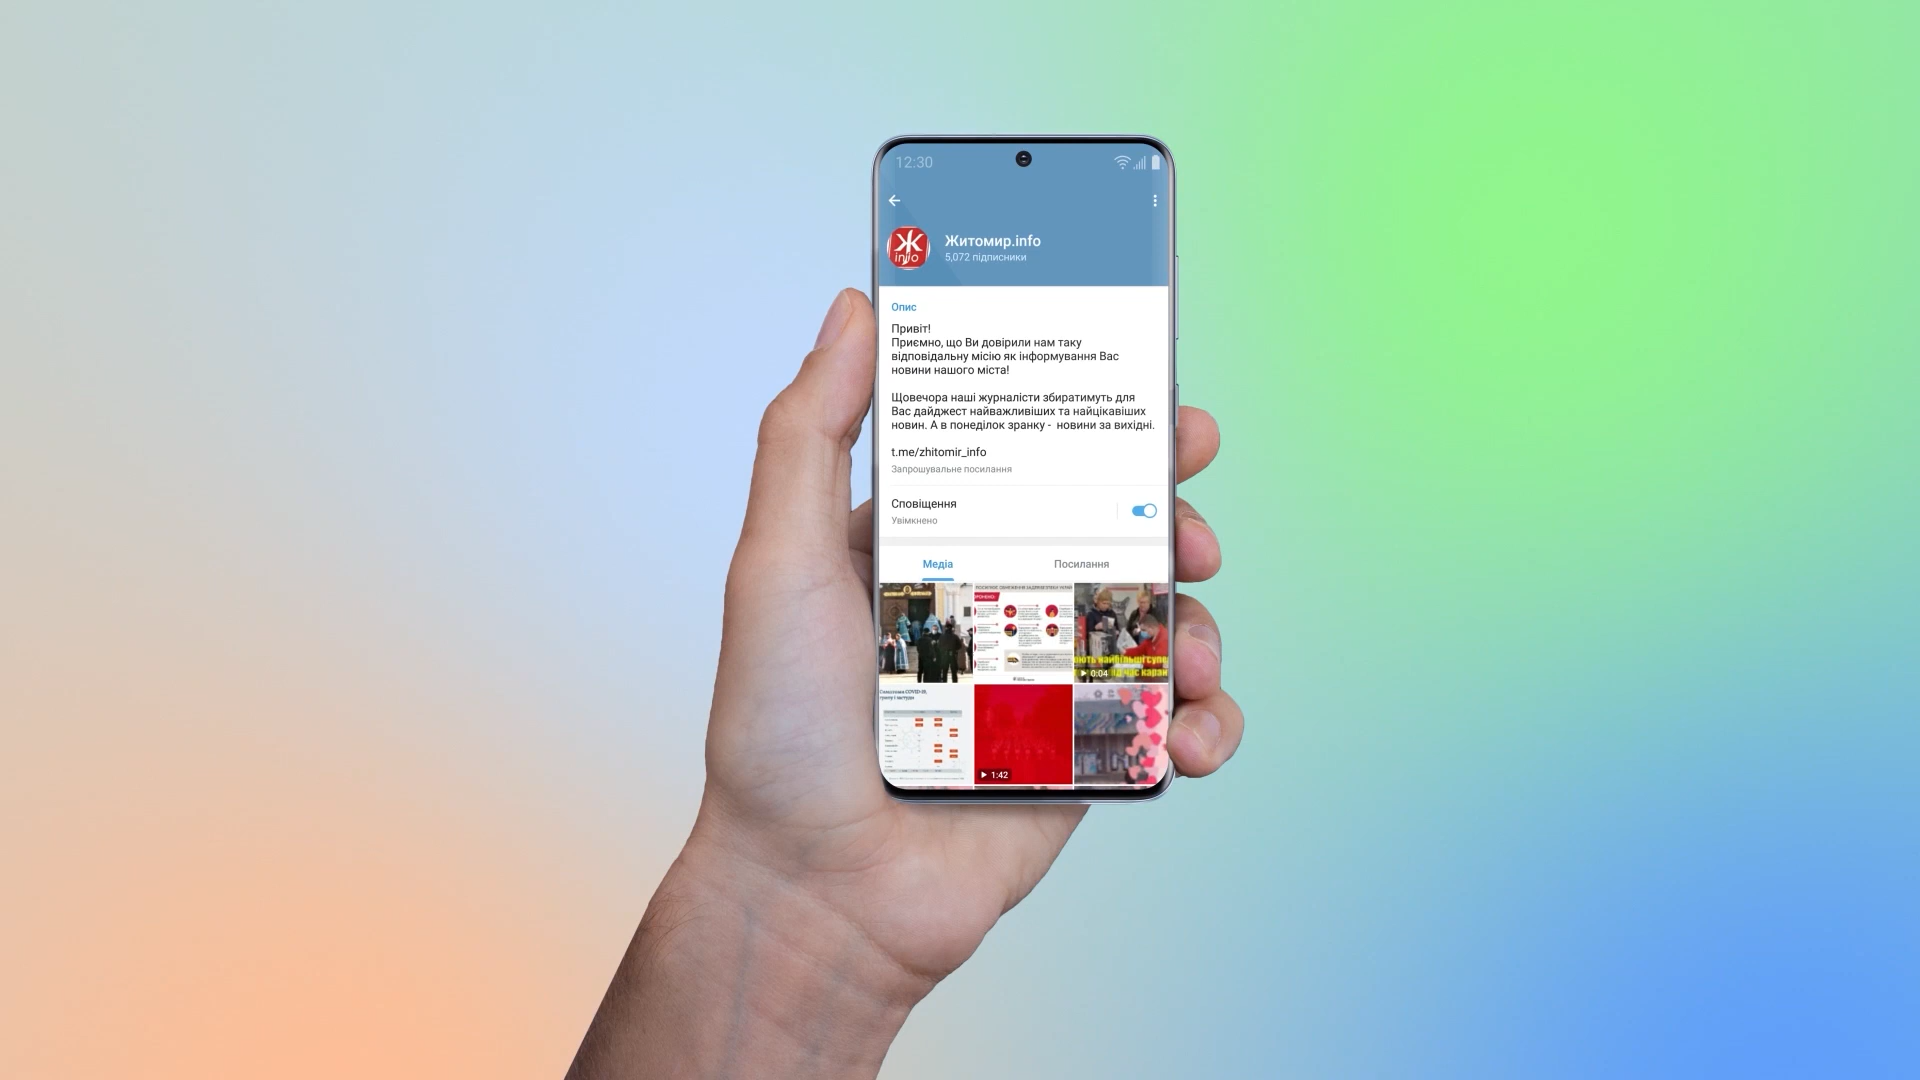 12:30
Житомир.info
5,072 підписники
Опис
Привіт!
Приємно, що Ви довірили нам таку
відповідальну місію як інформування Вас
новини нашого міста!
Щовечора наші журналісти збиратимуть для
Вас дайджест найважливіших та найцікавіших
новин. А в понеділок зранку - новини за вихідні.
t.me/zhitomir_info
Запрошувальне посилання
Сповіщення
Увімкнено
Медіа
Посилання
0:04
1:42